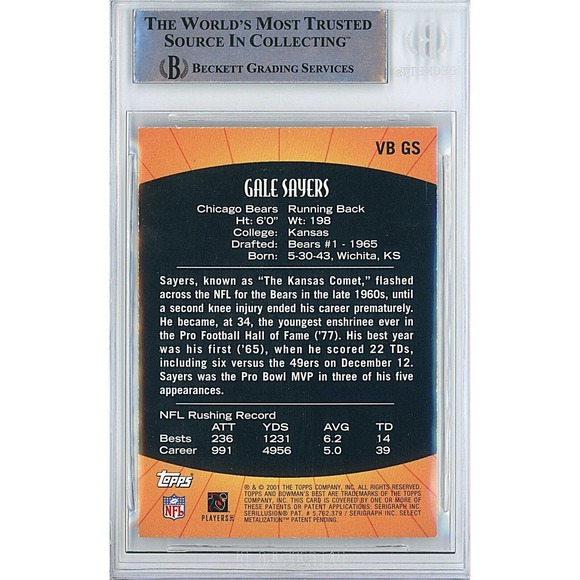 THE WORLD'S MOST TRUSTED
SOURCE IN COLLECTING™
B BECKETT GRADING SERVICES
VB GS
GALE SAYERS
Chicago Bears Running Back
Ht: 6'0" Wt: 198
College: Kansas
Drafted: Bears #1 - 1965
Born: 5-30-43, Wichita, KS
Sayers, known as "The Kansas Comet," flashed
across the NFL for the Bears in the late 1960s, until
a second knee injury ended his career prematurely.
He became, at 34, the youngest enshrinee ever in
the Pro Football Hall of Fame ('77). His best year
was his first ('65), when he scored 22 TDs,
including six versus the 49ers on December 12.
Sayers was the Pro Bowl MVP in three of his five
appearances.
NFL Rushing Record
ATT YDS AVG TD
Bests 236 1231 6.2 14
Career 991 4956 5.0 39
Topps
NFL
PLAYERS INC
® & © 2001 THE TOPPS COMPANY, INC. ALL RIGHTS RESERVED.
TOPPS AND BOWMAN'S BEST ARE TRADEMARKS OF THE TOPPS
COMPANY, INC. THIS CARD IS COVERED BY ONE OR MORE OF
THESE PATENTS OR PATENT APPLICATIONS: SERIGRAPH INC.
SERILLUSION® PAT. # 5,762,379 / SERIGRAPH INC. SELECT
METALIZATION™ PATENT PENDING.